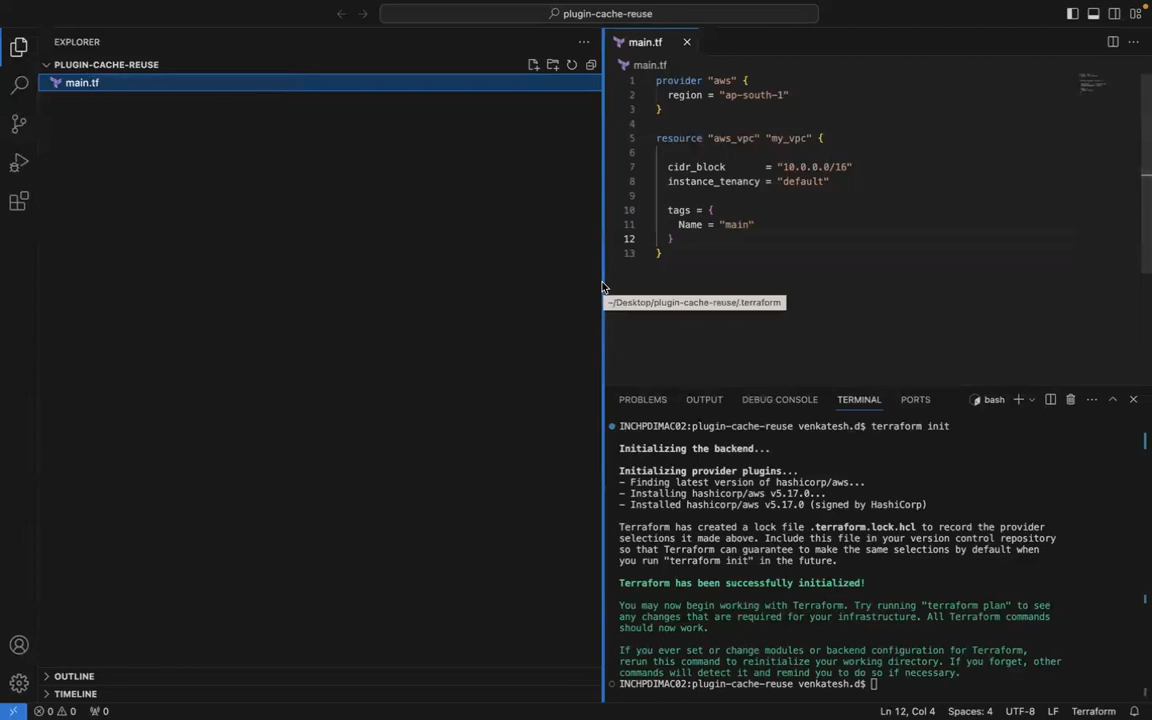 plugin-cache-reuse
EXPLORER
PLUGIN-CACHE-REUSE
main.tf
OUTLINE
TIMELINE
main.tf
main.tf
1 provider "aws" {
2 region = "ap-south-1"
3 }
4
5 resource "aws_vpc" "my_vpc" {
6
7 cidr_block = "10.0.0.0/16"
8 instance_tenancy = "default"
9
10 tags = {
11 Name = "main"
12 }
13 }
~/Desktop/plugin-cache-reuse/.terraform
PROBLEMS OUTPUT DEBUG CONSOLE TERMINAL PORTS bash
INCHPDIMAC02:plugin-cache-reuse venkatesh.d$ terraform init
Initializing the backend...
Initializing provider plugins...
- Finding latest version of hashicorp/aws...
- Installing hashicorp/aws v5.17.0...
- Installed hashicorp/aws v5.17.0 (signed by HashiCorp)
Terraform has created a lock file .terraform.lock.hcl to record the provider
selections it made above. Include this file in your version control repository
so that Terraform can guarantee to make the same selections by default when
you run "terraform init" in the future.
Terraform has been successfully initialized!
You may now begin working with Terraform. Try running "terraform plan" to see
any changes that are required for your infrastructure. All Terraform commands
should now work.
If you ever set or change modules or backend configuration for Terraform,
rerun this command to reinitialize your working directory. If you forget, other
commands will detect it and remind you to do so if necessary.
INCHPDIMAC02:plugin-cache-reuse venkatesh.d$
0 0 0 Ln 12, Col 4 Spaces: 4 UTF-8 LF Terraform